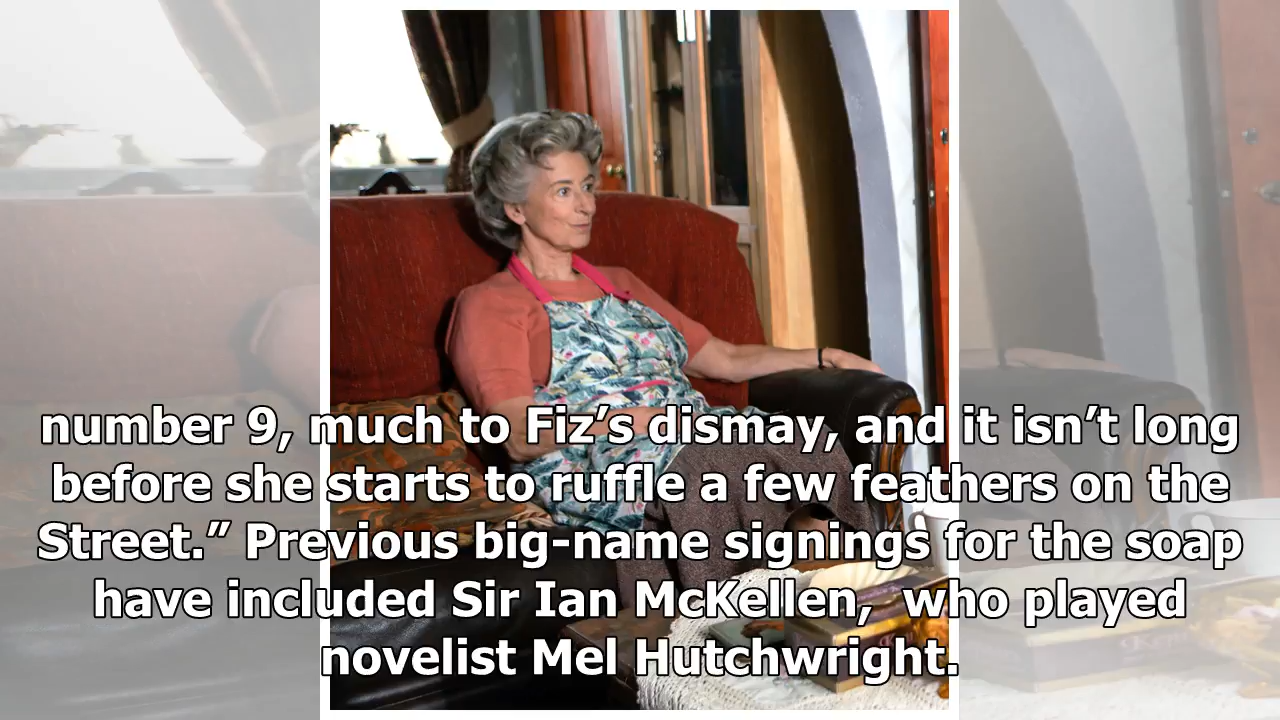 number 9, much to Fiz’s dismay, and it isn’t long
before she starts to ruffle a few feathers on the
Street.” Previous big-name signings for the soap
have included Sir Ian McKellen,  who played
novelist Mel Hutchwright.